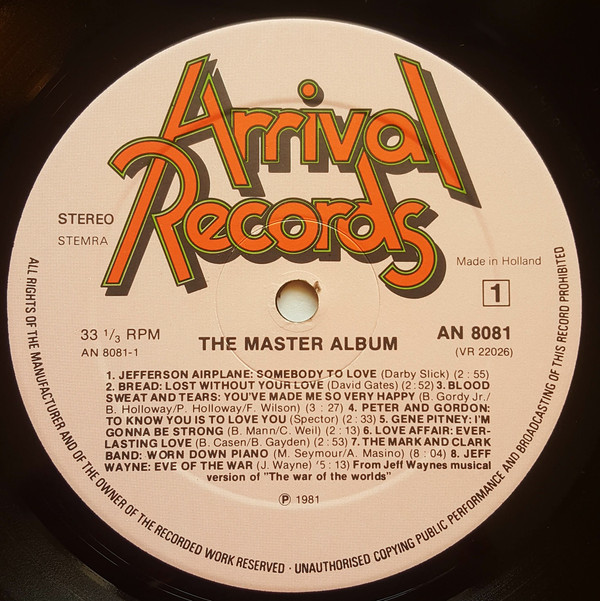 Arrival
Records
STEREO
STEMRA
Made in Holland
1
33 ⅓ RPM
AN 8081-1
THE MASTER ALBUM
AN 8081
(VR 22026)
1. JEFFERSON AIRPLANE: SOMEBODY TO LOVE (Darby Slick) (2 : 55)
2. BREAD: LOST WITHOUT YOUR LOVE (David Gates) (2 : 52) 3. BLOOD
SWEAT AND TEARS: YOU'VE MADE ME SO VERY HAPPY (B. Gordy Jr./
B. Holloway/P. Holloway/F. Wilson) (3 : 27) 4. PETER AND GORDON:
TO KNOW YOU IS TO LOVE YOU (Spector) (2 : 33) 5. GENE PITNEY: I'M
GONNA BE STRONG (B. Mann/C. Weil) (2 : 13) 6. LOVE AFFAIR: EVER-
LASTING LOVE (B. Casen/B. Gayden) (2 : 53) 7. THE MARK AND CLARK
BAND: WORN DOWN PIANO (M. Seymour/A. Masino) (8 : 04) 8. JEFF
WAYNE: EVE OF THE WAR (J. Wayne) '5 : 13) From Jeff Waynes musical
version of "The war of the worlds"
℗ 1981
ALL RIGHTS OF THE MANUFACTURER AND OF THE OWNER OF THE RECORDED WORK RESERVED · UNAUTHORISED COPYING PUBLIC PERFORMANCE AND BROADCASTING OF THIS RECORD PROHIBITED